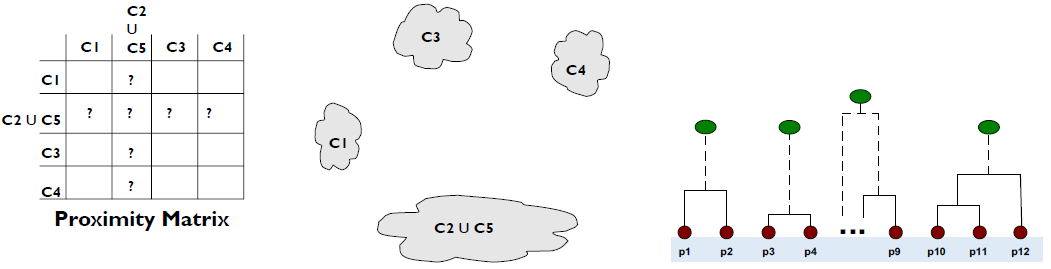 C2
U
C1 C5 C3 C4
C1 ?
C2 U C5 ? ? ? ?
C3 ?
C4 ?
Proximity Matrix
C3
C4
C1
C2 U C5
...
p1 p2 p3 p4 p9 p10 p11 p12